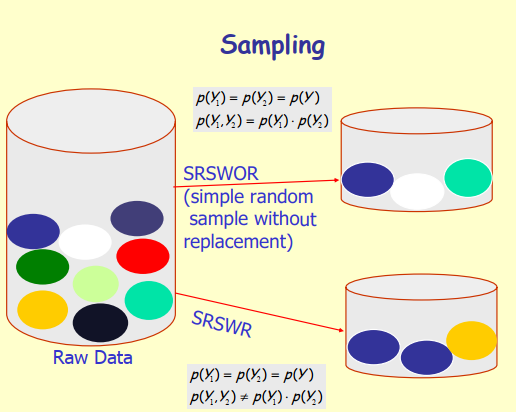 Sampling
p(Y₁) = p(Y₂) = p(Y)
p(Y₁,Y₂) = p(Y₁) · p(Y₂)
SRSWOR
(simple random
sample without
replacement)
SRSWR
Raw Data
p(Y₁) = p(Y₂) = p(Y)
p(Y₁,Y₂) ≠ p(Y₁) · p(Y₂)